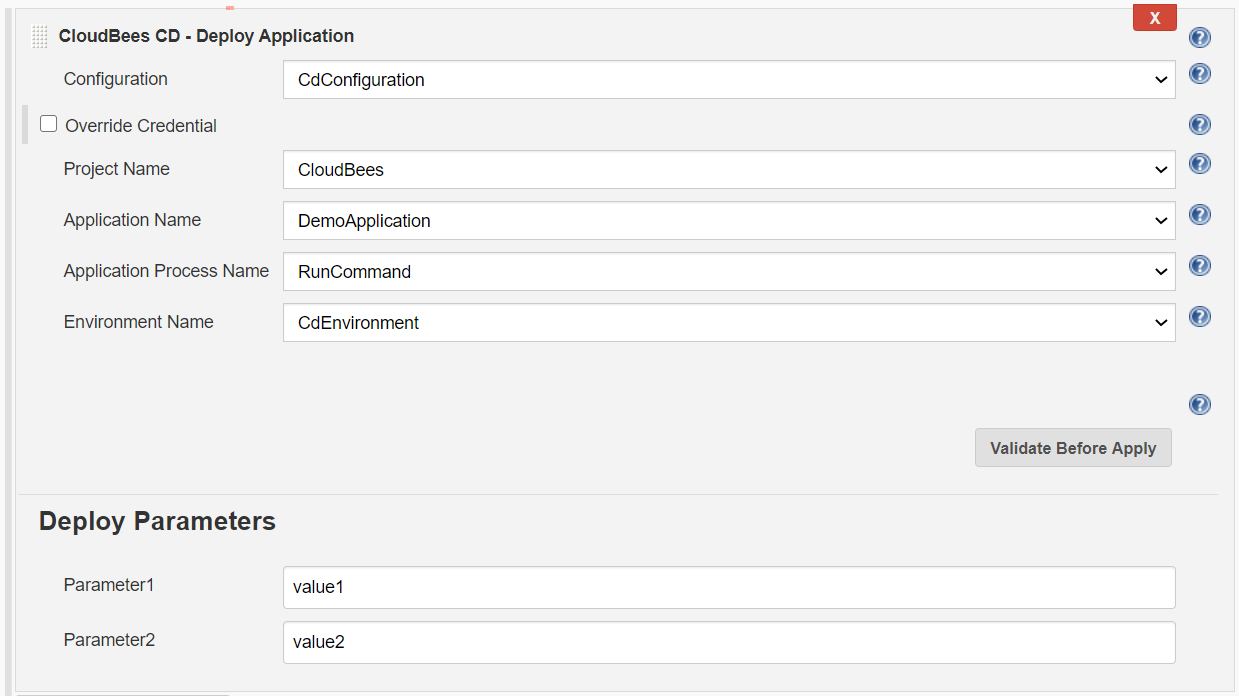 X
CloudBees CD - Deploy Application
?
Configuration CdConfiguration ?
Override Credential ?
Project Name CloudBees ?
Application Name DemoApplication ?
Application Process Name RunCommand ?
Environment Name CdEnvironment ?
?
Validate Before Apply
Deploy Parameters
Parameter1 value1
Parameter2 value2